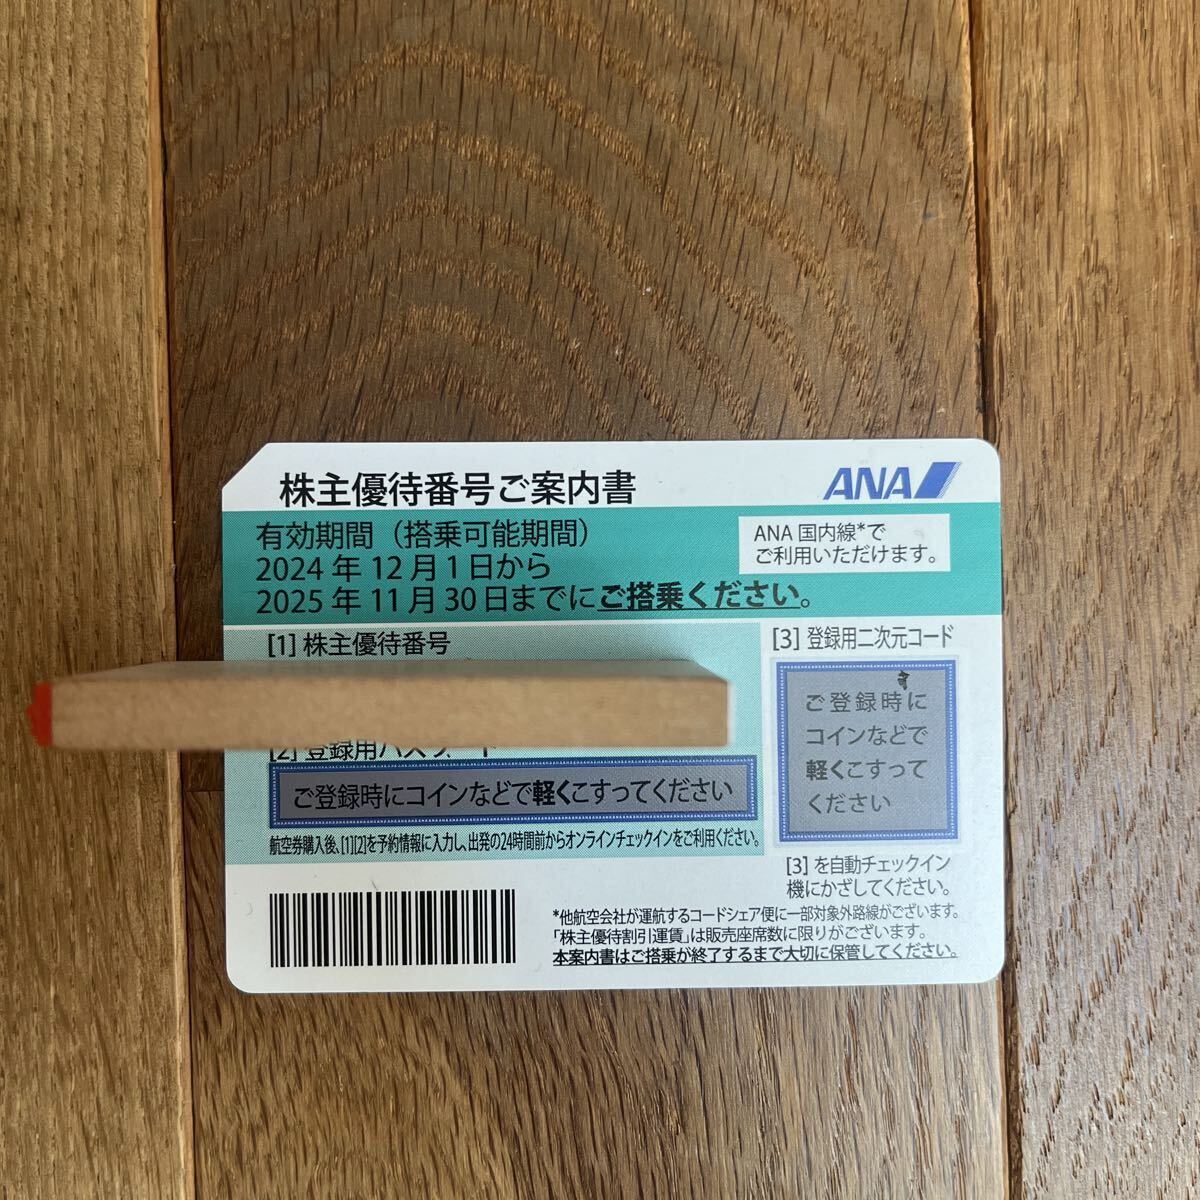 株主優待番号ご案内書
ANA
有効期間（搭乗可能期間）
2024 年 12 月 1 日から
2025 年 11 月 30 日までにご搭乗ください。
ANA 国内線*で
ご利用いただけます。
[1] 株主優待番号
[2] 登録用パスワード
ご登録時にコインなどで軽くこすってください
航空券購入後、[1][2]を予約情報に入力し、出発の24時間前からオンラインチェックインをご利用ください。
[3] 登録用二次元コード
ご登録時に
コインなどで
軽くこすって
ください
[3] を自動チェックイン
機にかざしてください。
*他航空会社が運航するコードシェア便に一部対象外路線がございます。
「株主優待割引運賃」は販売座席数に限りがございます。
本案内書はご搭乗が終了するまで大切に保管してください。